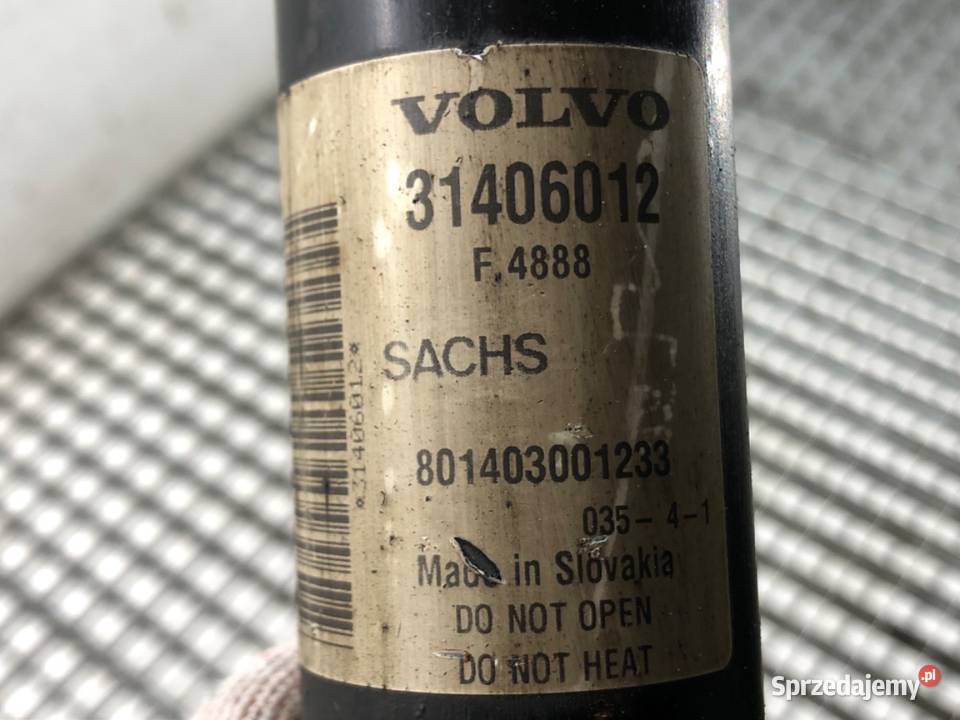 VOLVO
31406012
F.4888
SACHS
801403001233
035-4-1
Made in Slovakia
DO NOT OPEN
DO NOT HEAT
*31406012*
Sprzedajemy.pl